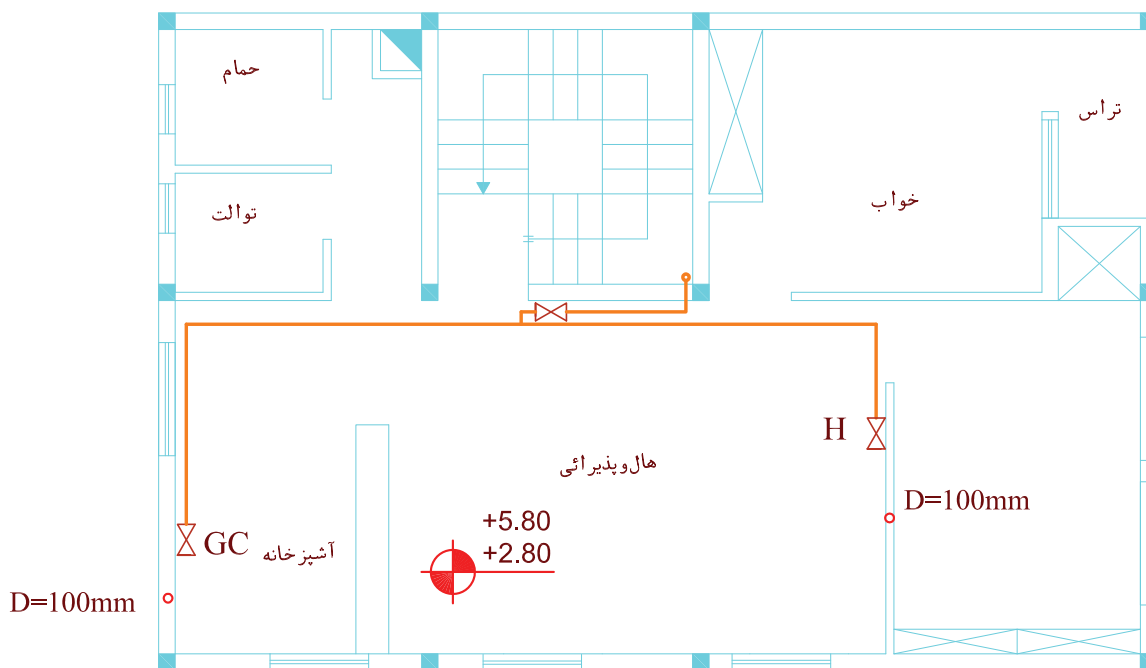 حمام
تراس
خواب
توالت
H
هال‌وپذیرائی
D=100mm
+5.80
+2.80
GC
آشپزخانه
D=100mm